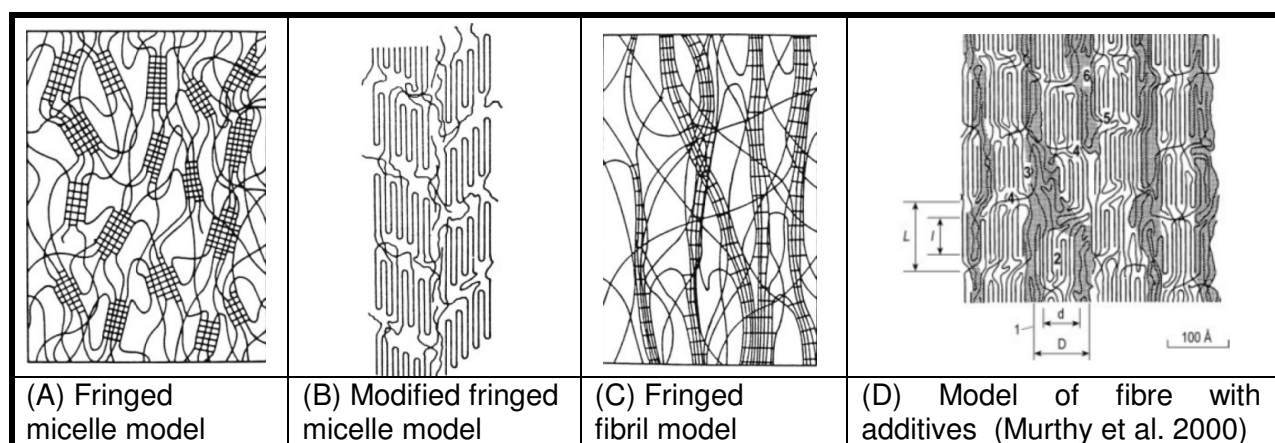 6
5
4
3
4
L
l
2
1
d
D
100 Å
(A) Fringed
micelle model
(B) Modified fringed
micelle model
(C) Fringed
fibril model
(D) Model of fibre with
additives (Murthy et al. 2000)